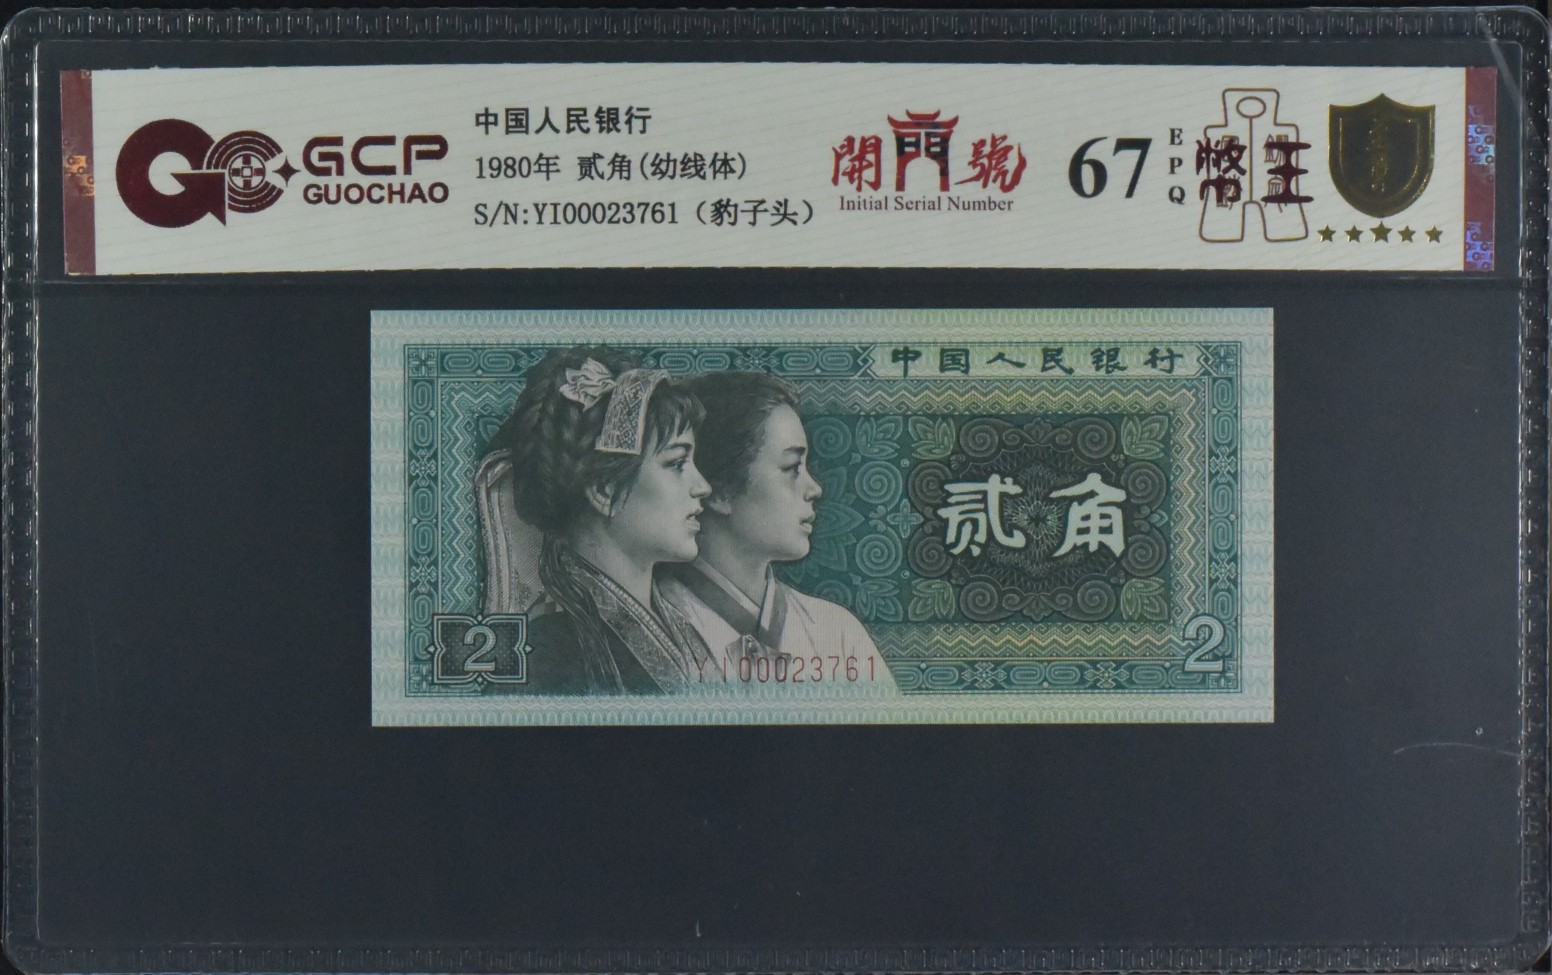 GCP
GUOCHAO
中国人民银行
1980年 贰角(幼线体)
S/N:YI00023761（豹子头）
開門號
Initial Serial Number
67
EPQ
幣王
中国人民银行
贰角
2
YI00023761
2